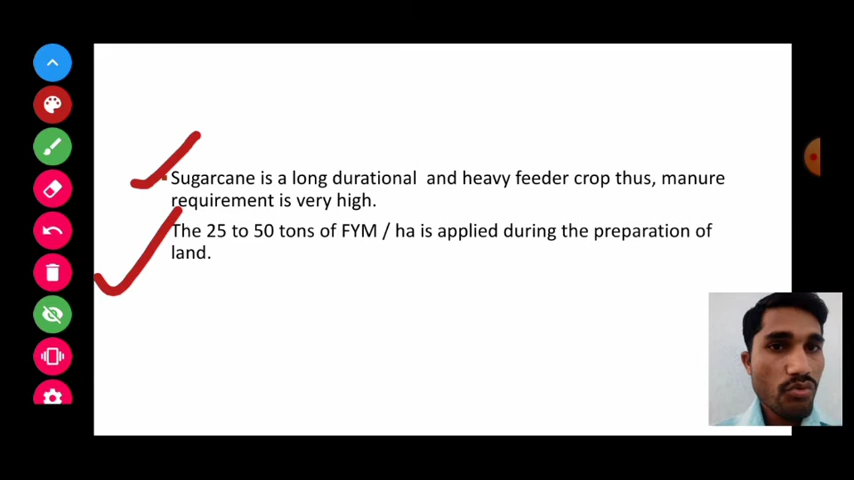 Sugarcane is a long durational and heavy feeder crop thus, manure
requirement is very high.
The 25 to 50 tons of FYM / ha is applied during the preparation of
land.